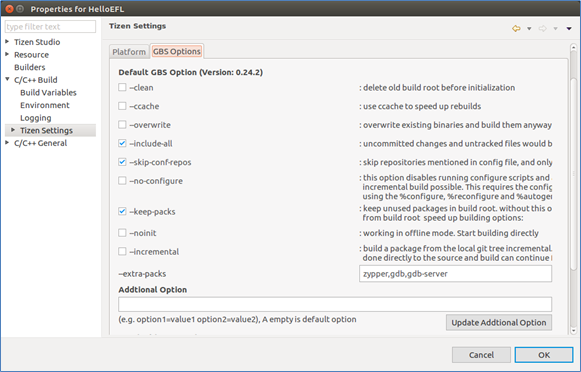 Properties for HelloEFL
type filter text
Tizen Settings
Tizen Studio
Resource
Builders
C/C++ Build
Build Variables
Environment
Logging
Tizen Settings
C/C++ General
Platform GBS Options
Default GBS Option (Version: 0.24.2)
--clean : delete old build root before initialization
--ccache : use ccache to speed up rebuilds
--overwrite : overwrite existing binaries and build them anyway
--include-all : uncommitted changes and untracked files would b
--skip-conf-repos : skip repositories mentioned in config file, and only
--no-configure : this option disables running configure scripts and
incremental build possible. This requires the config
using the %configure, %reconfigure and %autoge
--keep-packs : keep unused packages in build root. without this o
from build root speed up building options:
--noinit : working in offline mode. Start building directly
--incremental : build a package from the local git tree incremental.
done directly to the source and build can continue
--extra-packs zypper,gdb,gdb-server
Addtional Option
(e.g. option1=value1 option2=value2), A empty is default option
Update Addtional Option
Cancel OK